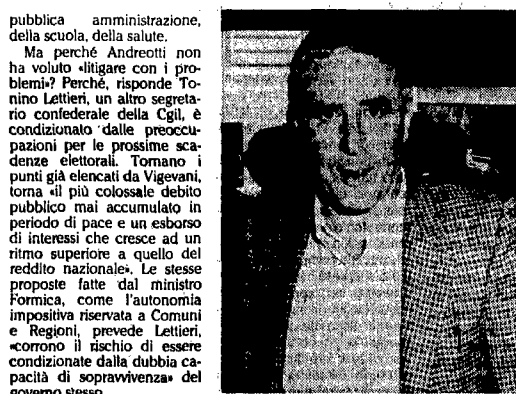 pubblica amministrazione,
della scuola, della salute.
Ma perché Andreotti non
ha voluto «litigare con i pro-
blemi»? Perché, risponde To-
nino Lettieri, un altro segreta-
rio confederale della Cgil, è
condizionato dalle preoccu-
pazioni per le prossime sca-
denze elettorali. Tornano i
punti già elencati da Vigevani,
torna «il più colossale debito
pubblico mai accumulato in
periodo di pace e un esborso
di interessi che cresce ad un
ritmo superiore a quello del
reddito nazionale». Le stesse
proposte fatte dal ministro
Formica, come l'autonomia
impositiva riservata a Comuni
e Regioni, prevede Lettieri,
«corrono il rischio di essere
condizionate dalla dubbia ca-
pacità di sopravvivenza» del
governo stesso.